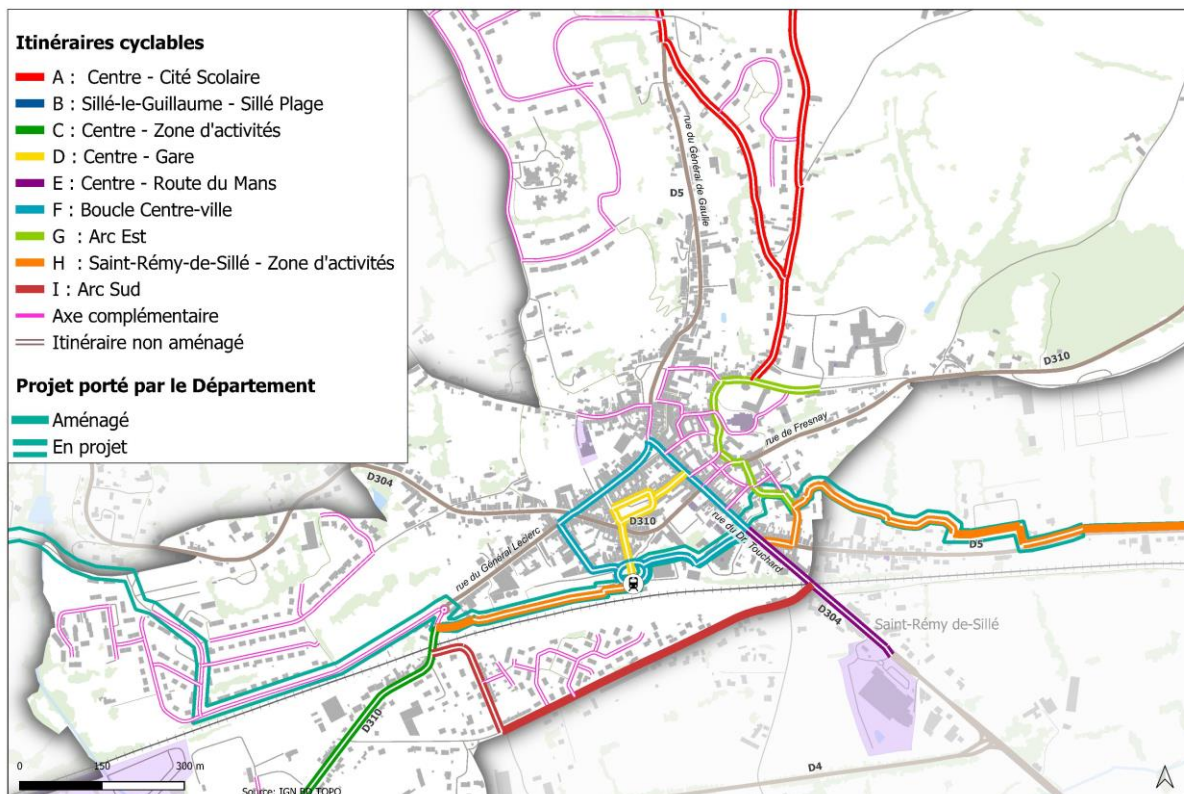 Itinéraires cyclables
A : Centre - Cité Scolaire
B : Sillé-le-Guillaume - Sillé Plage
C : Centre - Zone d'activités
D : Centre - Gare
E : Centre - Route du Mans
F : Boucle Centre-ville
G : Arc Est
H : Saint-Rémy-de-Sillé - Zone d'activités
I : Arc Sud
Axe complémentaire
Itinéraire non aménagé
Projet porté par le Département
Aménagé
En projet
rue du Général de Gaulle
D5
D310
rue de Fresnay
D304
D310
rue du Dr. Touchard
D5
rue du Général Leclerc
D304
Saint-Rémy de-Sillé
D310
D4
0 150 300 m
Source: IGN BD TOPO